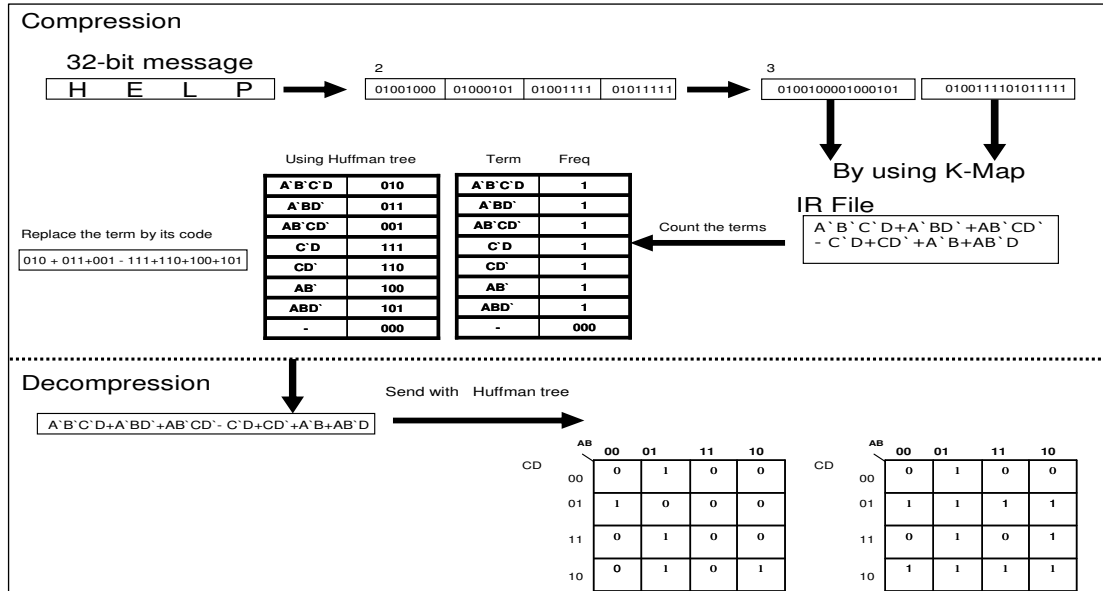 Compression
32-bit message
H E L P
2
01001000 01000101 01001111 01011111
3
0100100001000101 0100111101011111
By using K-Map
IR File
A`B`C`D+A`BD`+AB`CD`
- C`D+CD`+A`B+AB`D
Count the terms
Using Huffman tree
A`B`C`D 010
A`BD` 011
AB`CD` 001
C`D 111
CD` 110
AB` 100
ABD` 101
- 000
Term Freq
A`B`C`D 1
A`BD` 1
AB`CD` 1
C`D 1
CD` 1
AB` 1
ABD` 1
- 000
Replace the term by its code
010 + 011+001 - 111+110+100+101
Decompression
Send with Huffman tree
A`B`C`D+A`BD`+AB`CD`- C`D+CD`+A`B+AB`D
AB
00 01 11 10
CD
00 0 1 0 0
01 1 0 0 0
11 0 1 0 0
10 0 1 0 1
AB
00 01 11 10
CD
00 0 1 0 0
01 1 1 1 1
11 0 1 0 1
10 1 1 1 1